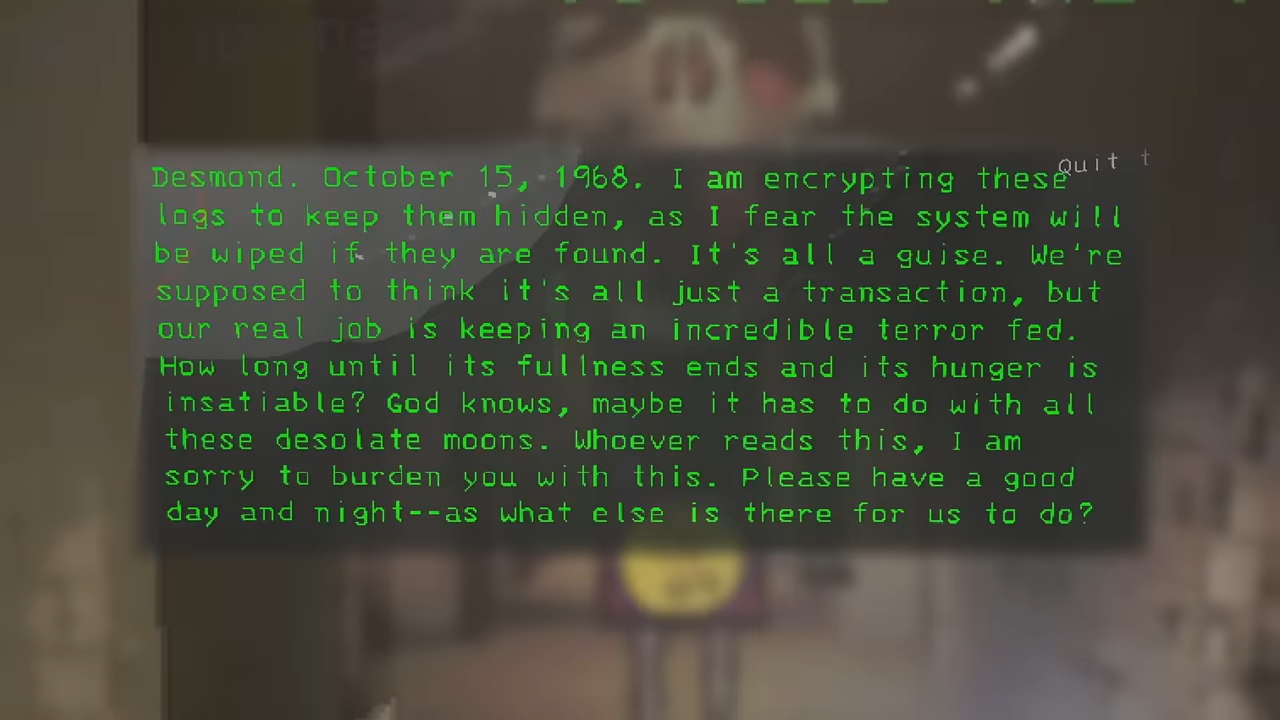 Quit t
Desmond. October 15, 1968. I am encrypting these
logs to keep them hidden, as I fear the system will
be wiped if they are found. It's all a guise. We're
supposed to think it's all just a transaction, but
our real job is keeping an incredible terror fed.
How long until its fullness ends and its hunger is
insatiable? God knows, maybe it has to do with all
these desolate moons. Whoever reads this, I am
sorry to burden you with this. Please have a good
day and night--as what else is there for us to do?